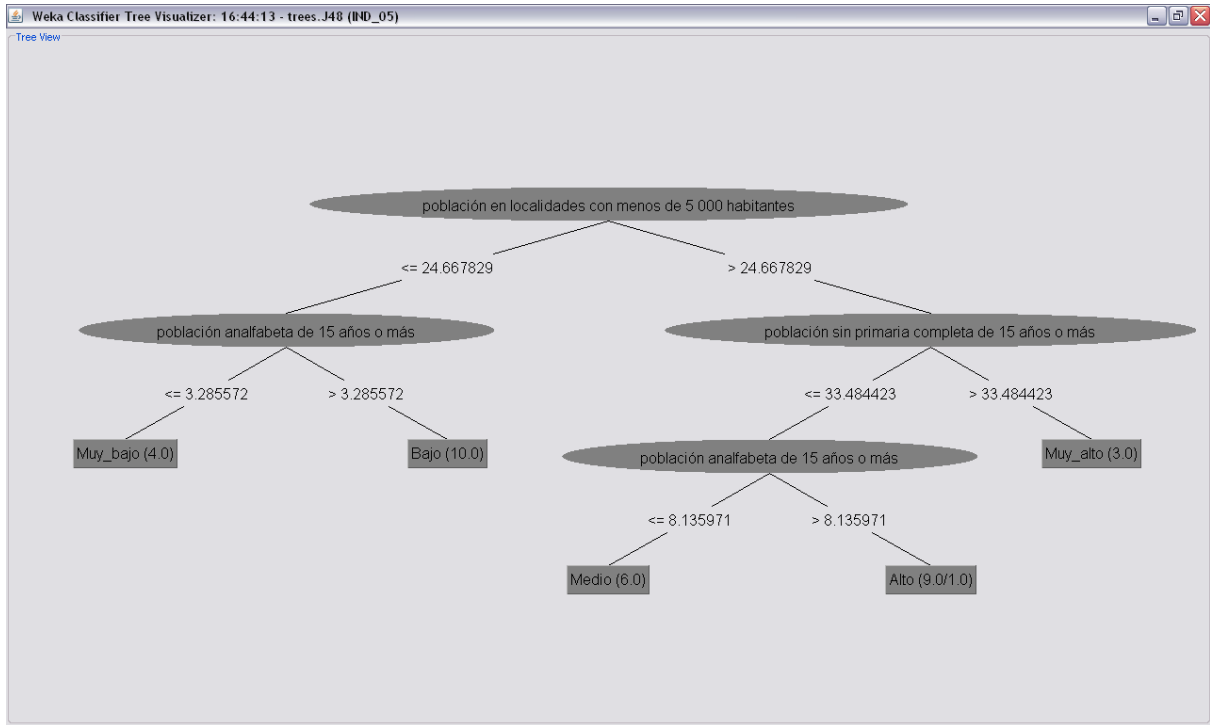 Weka Classifier Tree Visualizer: 16:44:13 - trees.J48 (IND_05)
Tree View
población en localidades con menos de 5 000 habitantes
<= 24.667829
> 24.667829
población analfabeta de 15 años o más
población sin primaria completa de 15 años o más
<= 3.285572
> 3.285572
<= 33.484423
> 33.484423
Muy_bajo (4.0)
Bajo (10.0)
población analfabeta de 15 años o más
Muy_alto (3.0)
<= 8.135971
> 8.135971
Medio (6.0)
Alto (9.0/1.0)